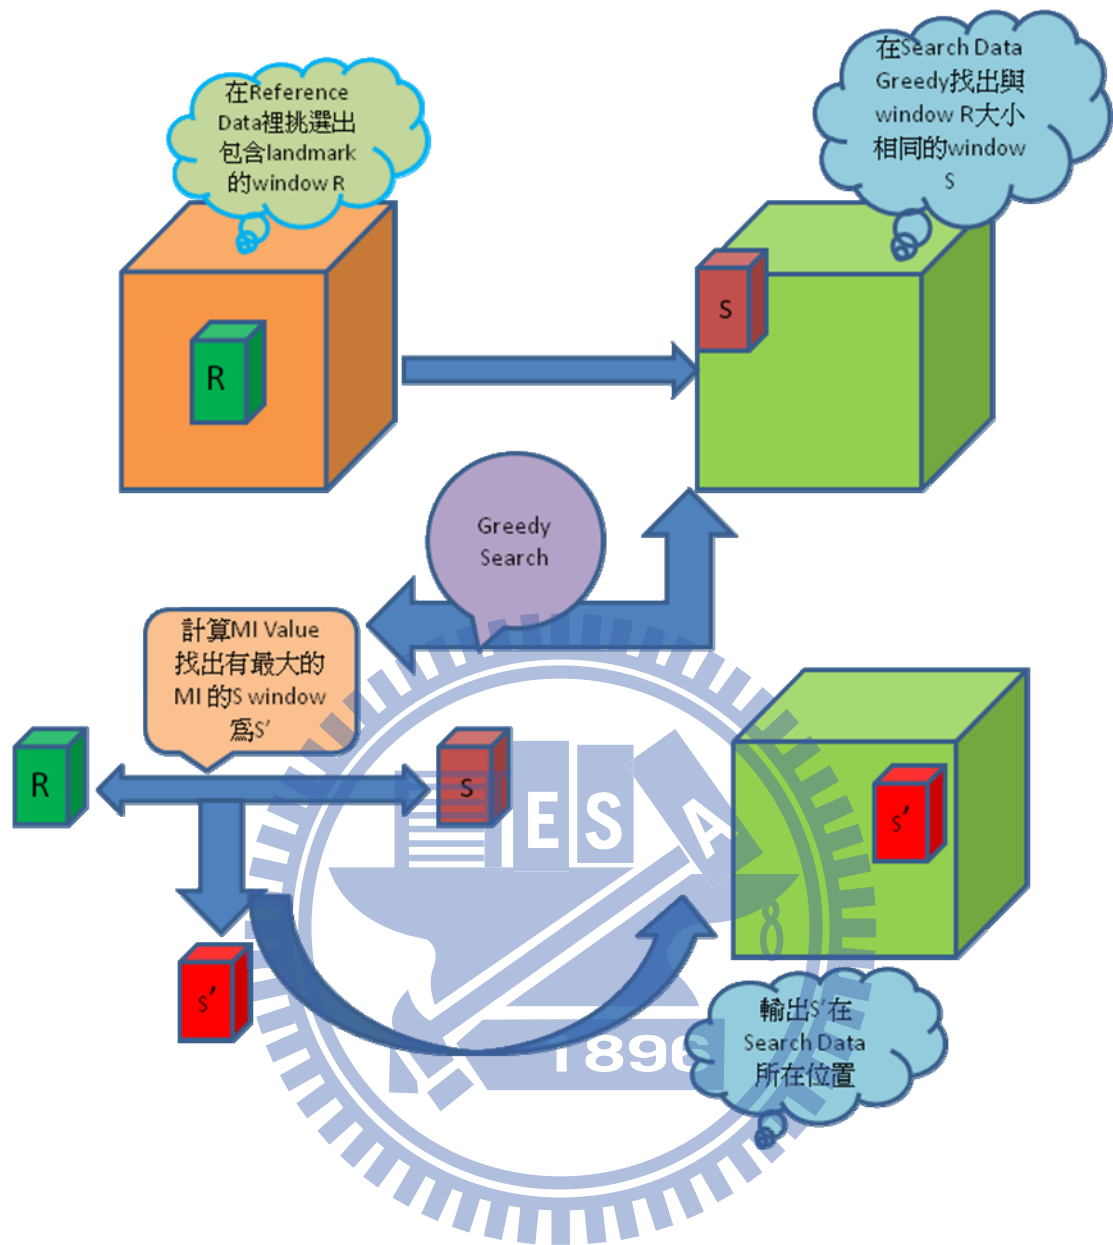 在Reference
Data裡挑選出
包含landmark
的window R
在Search Data
Greedy找出與
window R大小
相同的window
S
R
S
Greedy
Search
計算MI Value
找出有最大的
MI 的S window
為S'
R
S
S'
S'
輸出S'在
Search Data
所在位置
ESA
1896